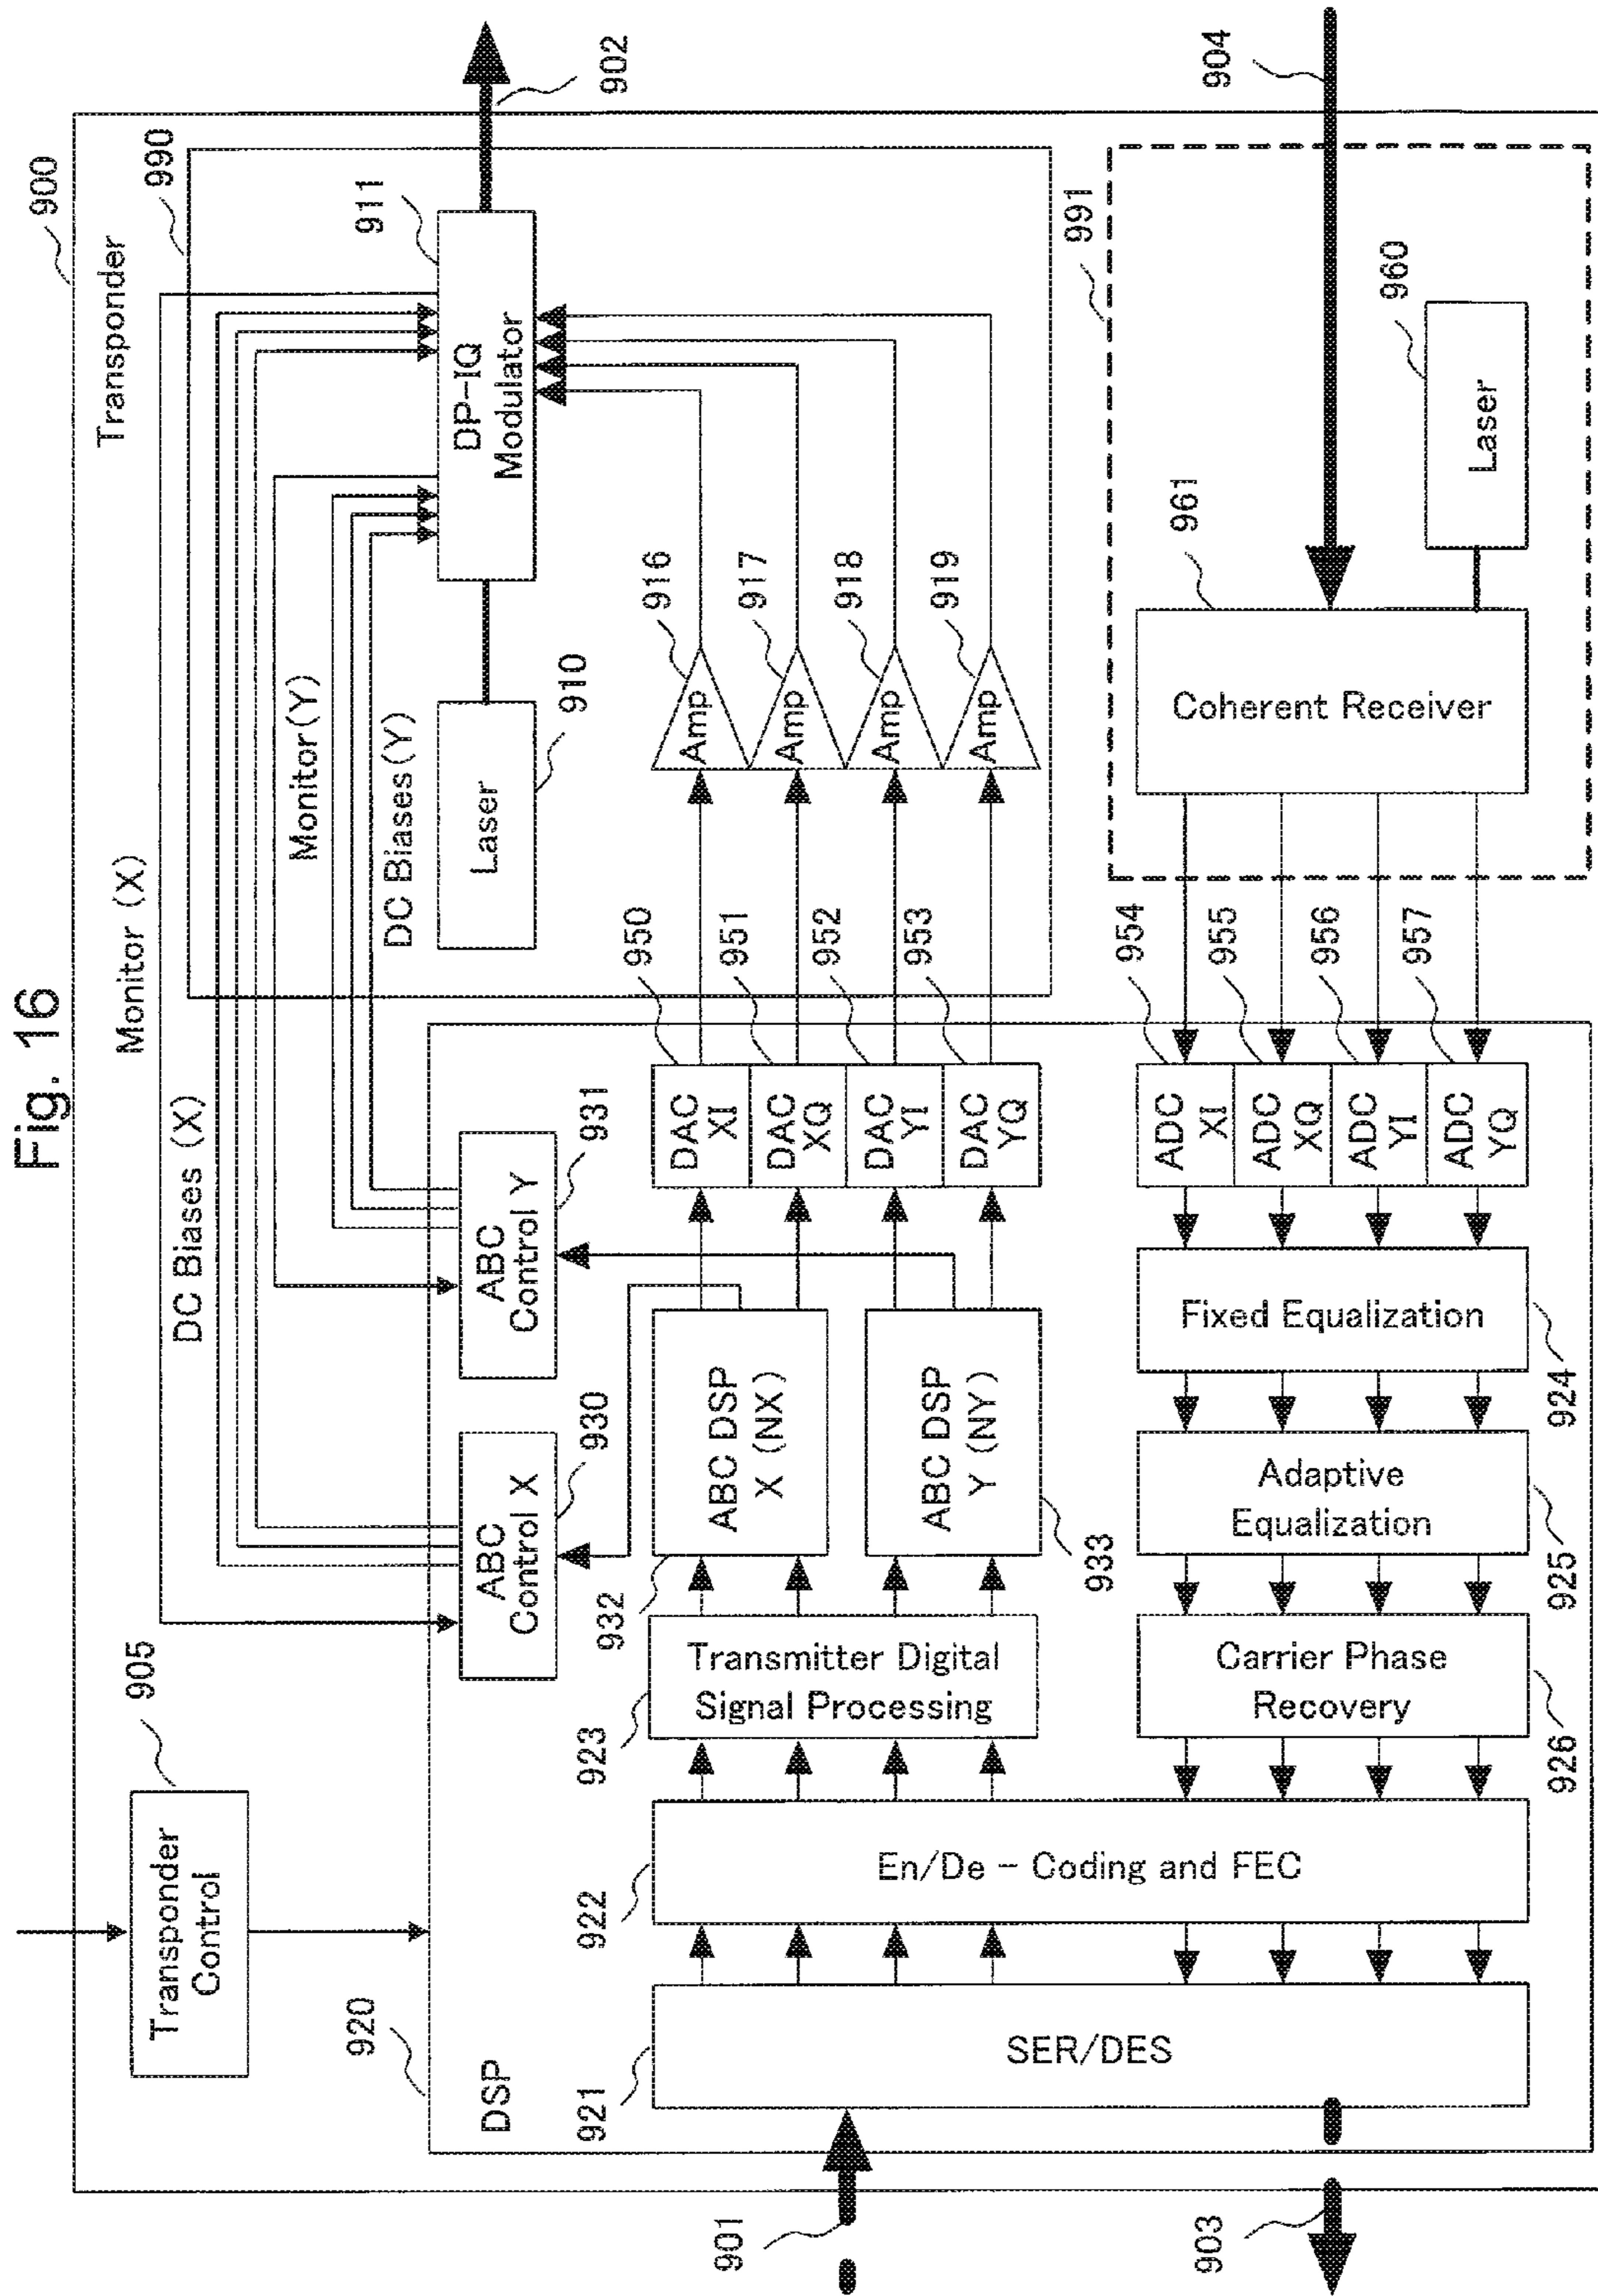 Fig. 16
900
Transponder
990
902
911
DP-IQ
Modulator
Monitor (X)
DC Biases (X)
Monitor(Y)
DC Biases(Y)
Laser
910
905
Transponder
Control
920
DSP
ABC
Control X
930
ABC
Control Y
931
901
921
SER/DES
922
En/De - Coding and FEC
923
Transmitter Digital
Signal Processing
932
ABC DSP
X (NX)
ABC DSP
Y (NY)
933
DAC
XI
950
DAC
XQ
951
DAC
YI
952
DAC
YQ
953
Amp
916
Amp
917
Amp
918
Amp
919
903
926
Carrier Phase
Recovery
925
Adaptive
Equalization
924
Fixed Equalization
ADC
XI
954
ADC
XQ
955
ADC
YI
956
ADC
YQ
957
991
961
Coherent Receiver
960
Laser
904